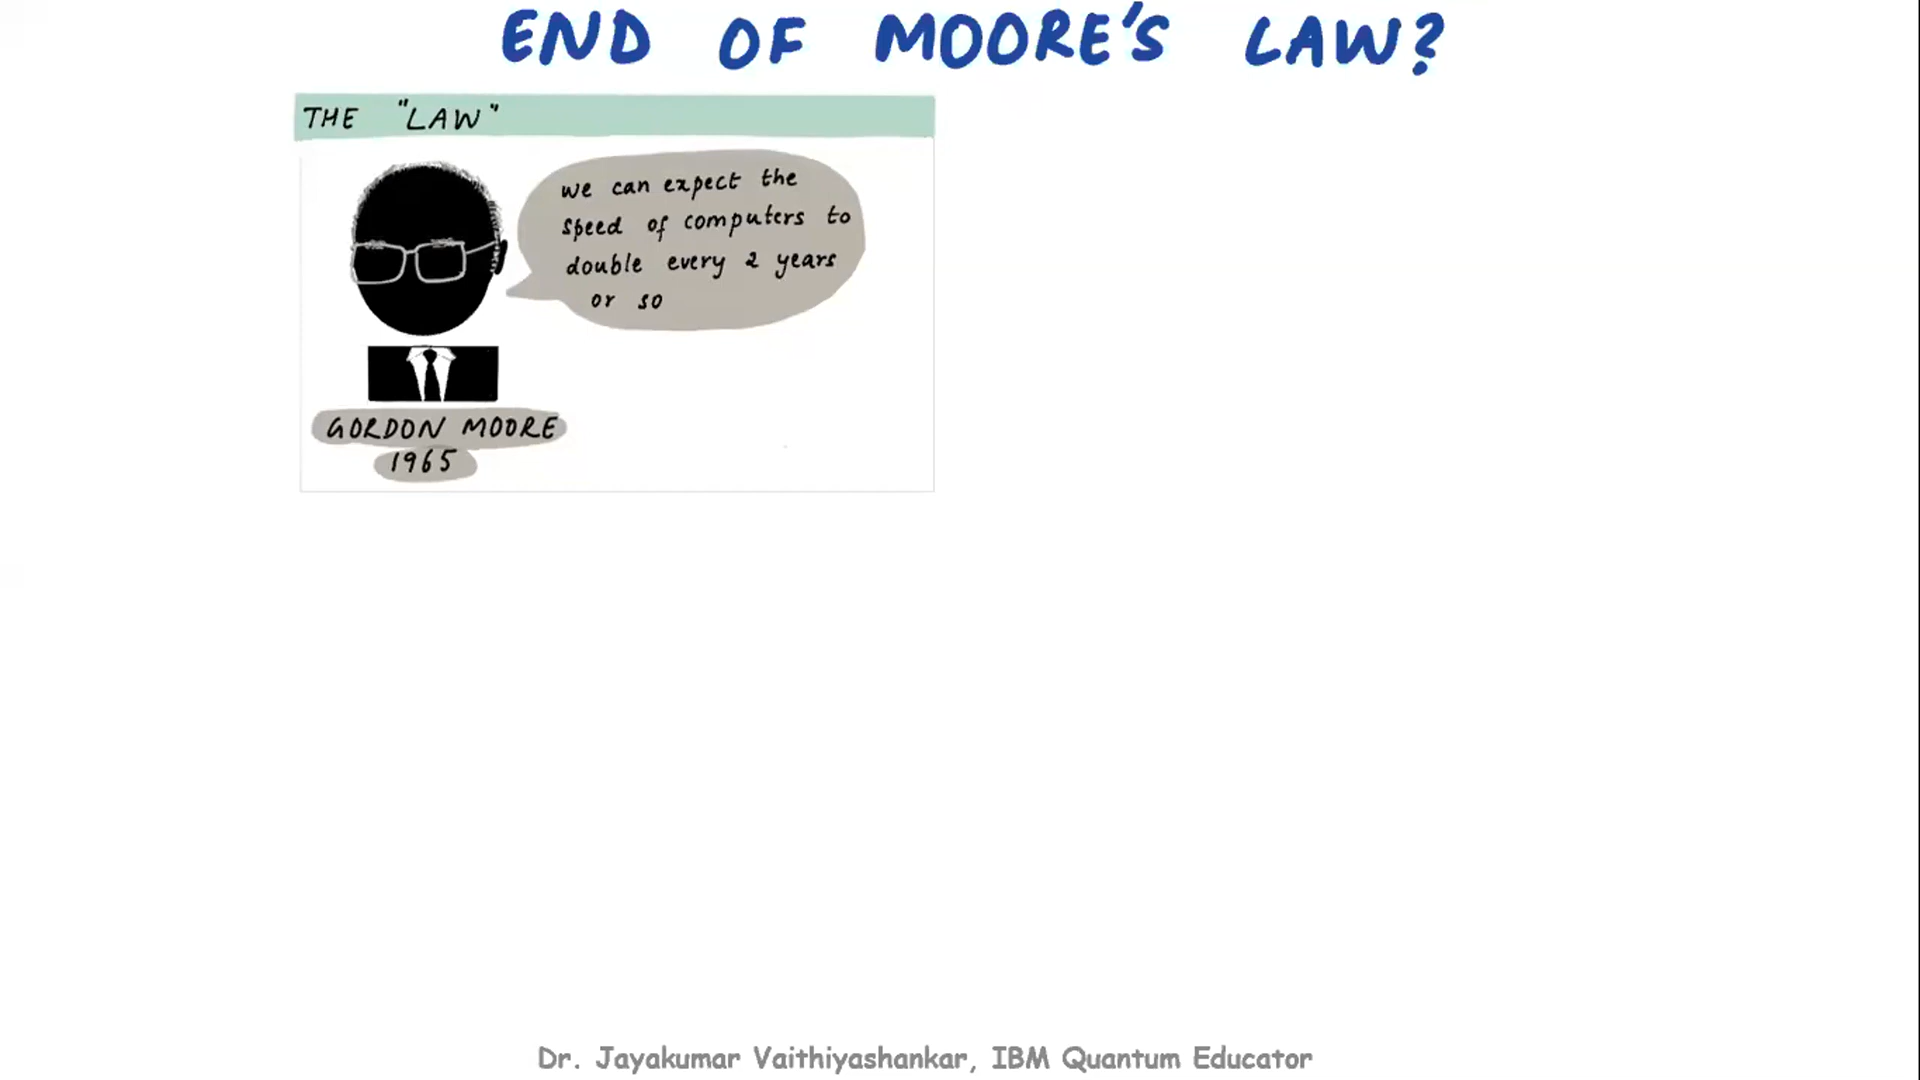 END OF MOORE'S LAW?
THE "LAW"
we can expect the
speed of computers to
double every 2 years
or so
GORDON MOORE
1965
Dr. Jayakumar Vaithiyashankar, IBM Quantum Educator